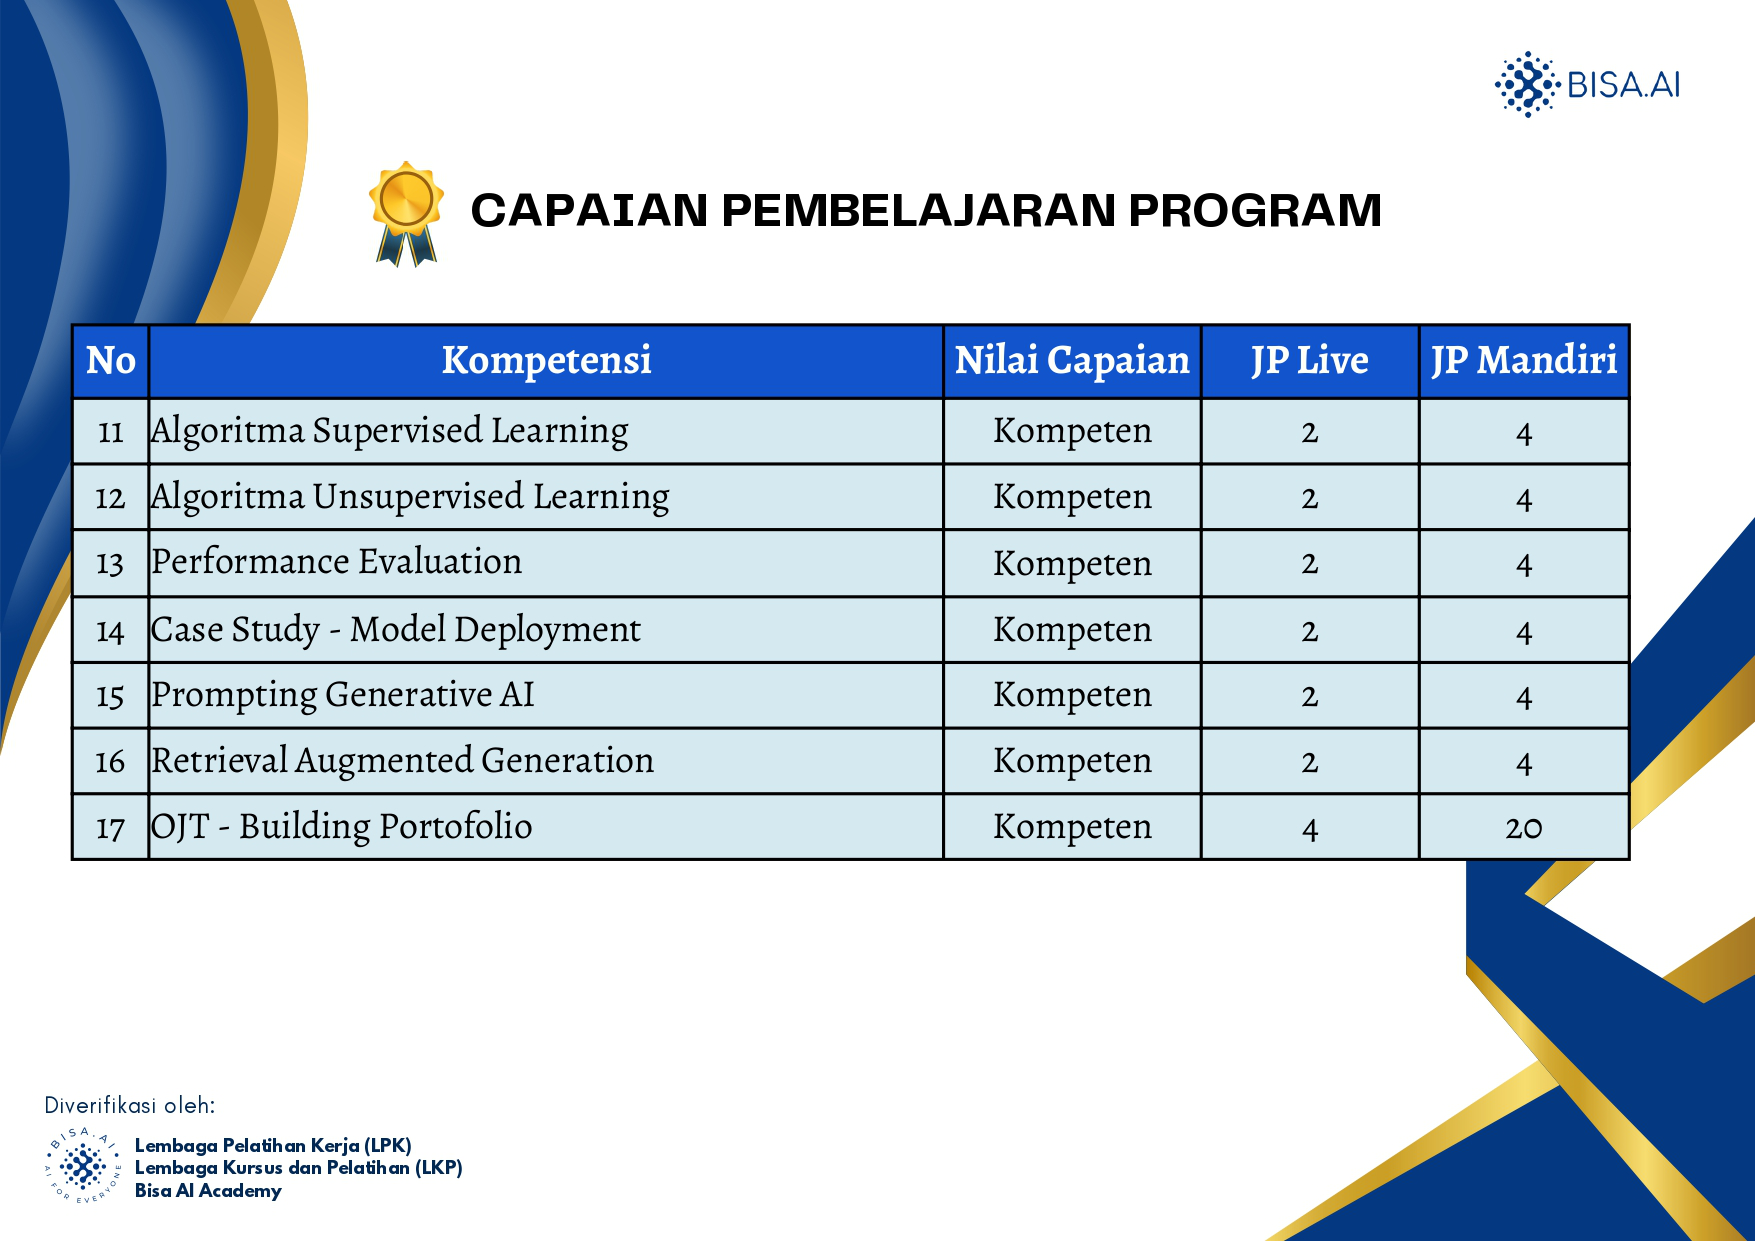 BISA.AI
CAPAIAN PEMBELAJARAN PROGRAM
No Kompetensi Nilai Capaian JP Live JP Mandiri
11 Algoritma Supervised Learning Kompeten 2 4
12 Algoritma Unsupervised Learning Kompeten 2 4
13 Performance Evaluation Kompeten 2 4
14 Case Study - Model Deployment Kompeten 2 4
15 Prompting Generative AI Kompeten 2 4
16 Retrieval Augmented Generation Kompeten 2 4
17 OJT - Building Portofolio Kompeten 4 20
Diverifikasi oleh:
BISA.AI
AI FOR EVERYONE
Lembaga Pelatihan Kerja (LPK)
Lembaga Kursus dan Pelatihan (LKP)
Bisa AI Academy